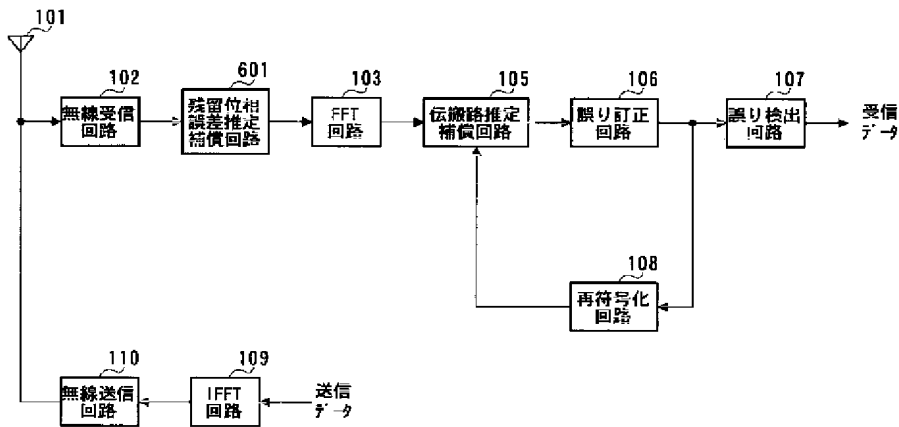 101
102
無線受信
回路
601
残留位相
誤差推定
補償回路
103
FFT
回路
105
伝搬路推定
補償回路
106
誤り訂正
回路
107
誤り検出
回路
受信
データ
108
再符号化
回路
110
無線送信
回路
109
IFFT
回路
送信
データ